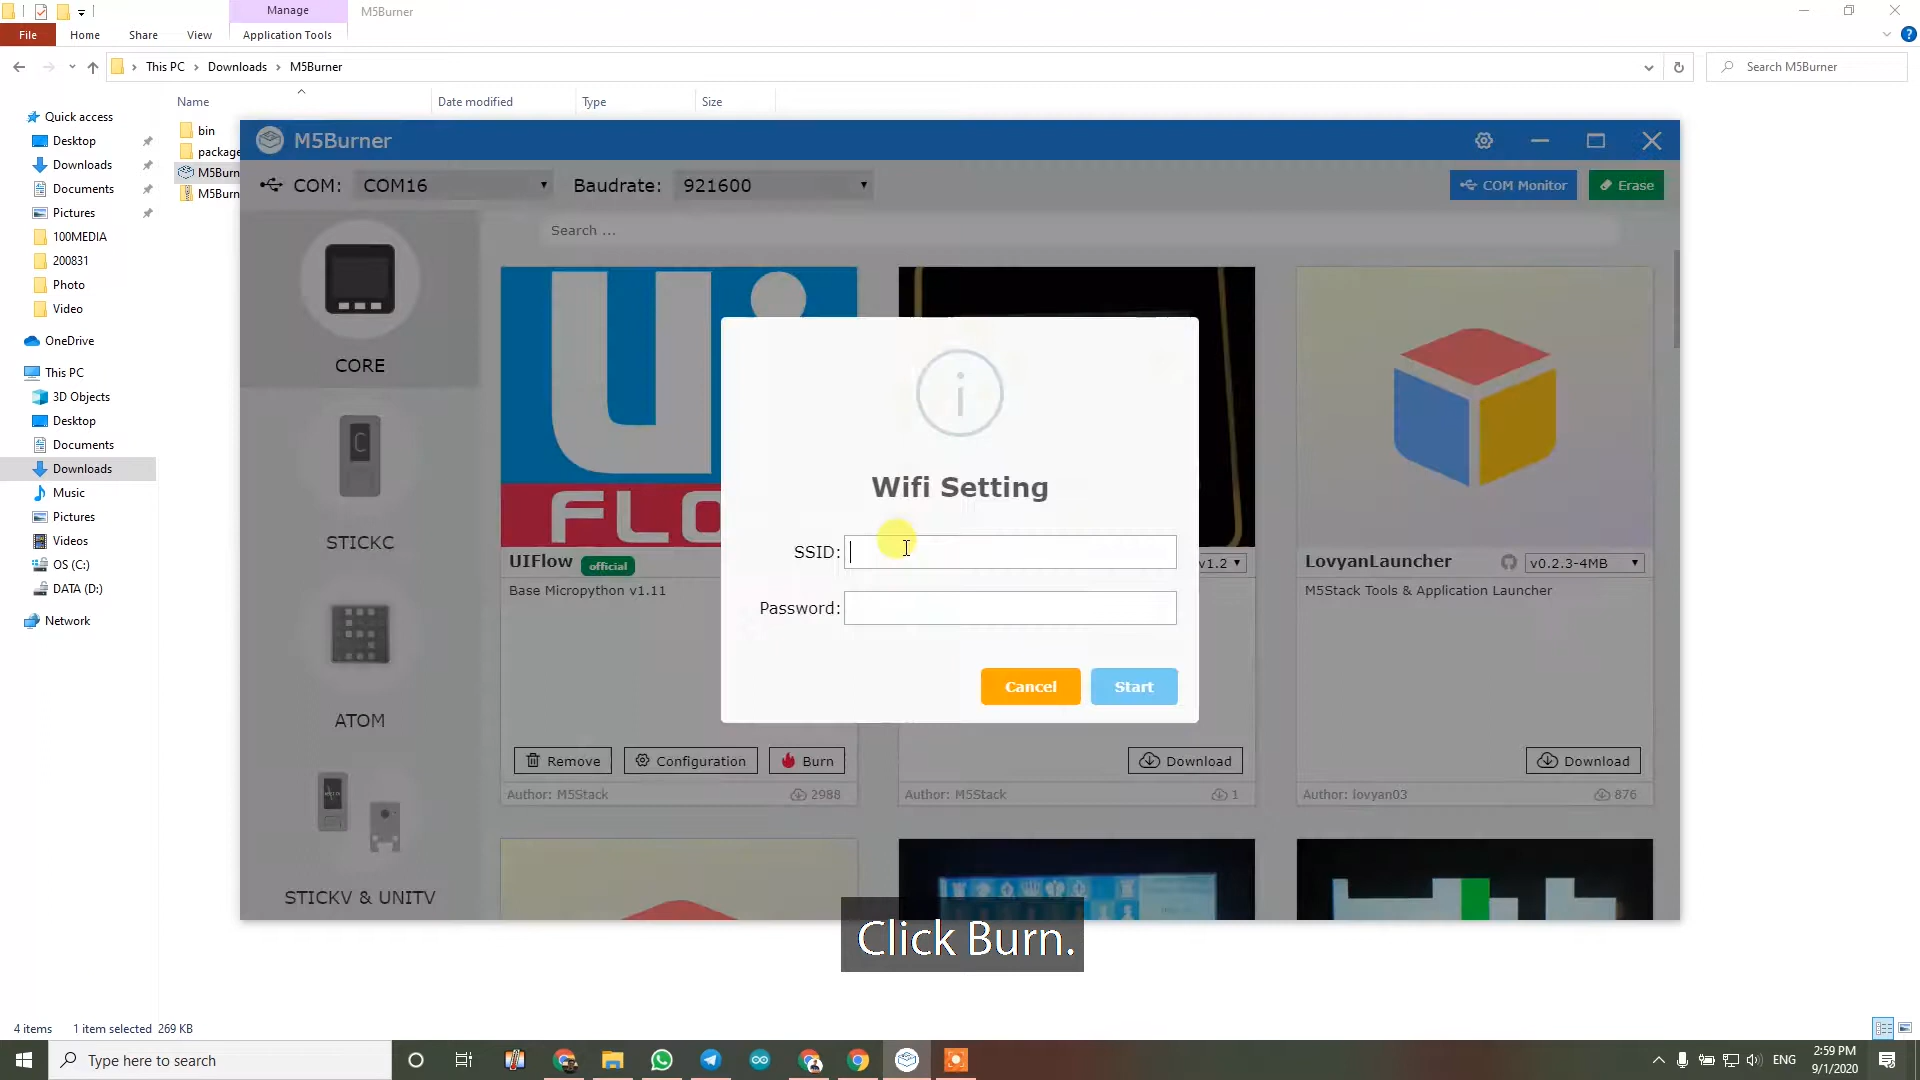 Manage
M5Burner
File
Home
Share
View
Application Tools
This PC
Downloads
M5Burner
Search M5Burner
Name
Date modified
Type
Size
Quick access
Desktop
Downloads
Documents
Pictures
100MEDIA
200831
Photo
Video
OneDrive
This PC
3D Objects
Desktop
Documents
Downloads
Music
Pictures
Videos
OS (C:)
DATA (D:)
Network
bin
package
M5Burn
M5Burn
M5Burner
COM:
COM16
Baudrate:
921600
COM Monitor
Erase
Search ...
CORE
STICKC
ATOM
STICKV & UNITV
Ui
FLO
UIFlow
official
Base Micropython v1.11
Remove
Configuration
Burn
Author: M5Stack
2988
v1.2
Download
Author: M5Stack
1
LovyanLauncher
v0.2.3-4MB
M5Stack Tools & Application Launcher
Download
Author: lovyan03
876
Wifi Setting
SSID:
Password:
Cancel
Start
Click Burn.
4 items
1 item selected 269 KB
Type here to search
ENG
2:59 PM
9/1/2020